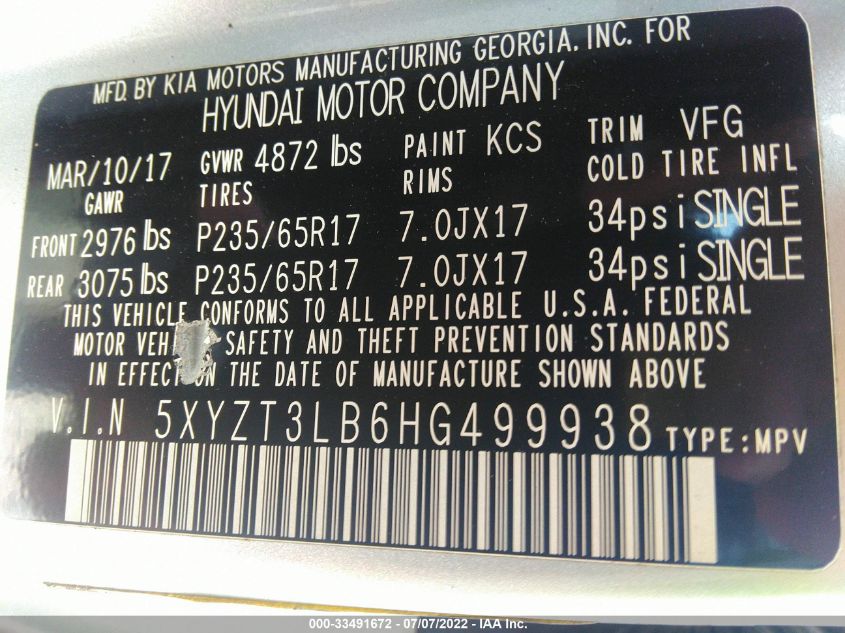 MFD. BY KIA MOTORS MANUFACTURING GEORGIA. INC. FOR
HYUNDAI MOTOR COMPANY
MAR/10/17 GVWR 4872 lbs PAINT KCS TRIM VFG
GAWR TIRES RIMS COLD TIRE INFL
FRONT 2976 lbs P235/65R17 7.0JX17 34psi SINGLE
REAR 3075 lbs P235/65R17 7.0JX17 34psi SINGLE
THIS VEHICLE CONFORMS TO ALL APPLICABLE U.S.A. FEDERAL
MOTOR SAFETY AND THEFT PREVENTION STANDARDS
IN EFFECT THE DATE OF MANUFACTURE SHOWN ABOVE
V.I.N 5XYZT3LB6HG499938 TYPE:MPV
000-33491672 - 07/07/2022 - IAA Inc.